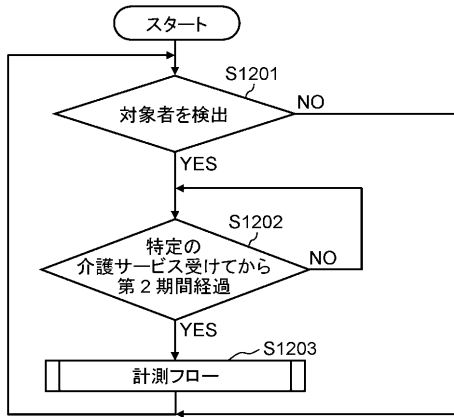 スタート
S1201
対象者を検出
NO
YES
S1202
特定の
介護サービス受けてから
第2期間経過
NO
YES
S1203
計測フロー